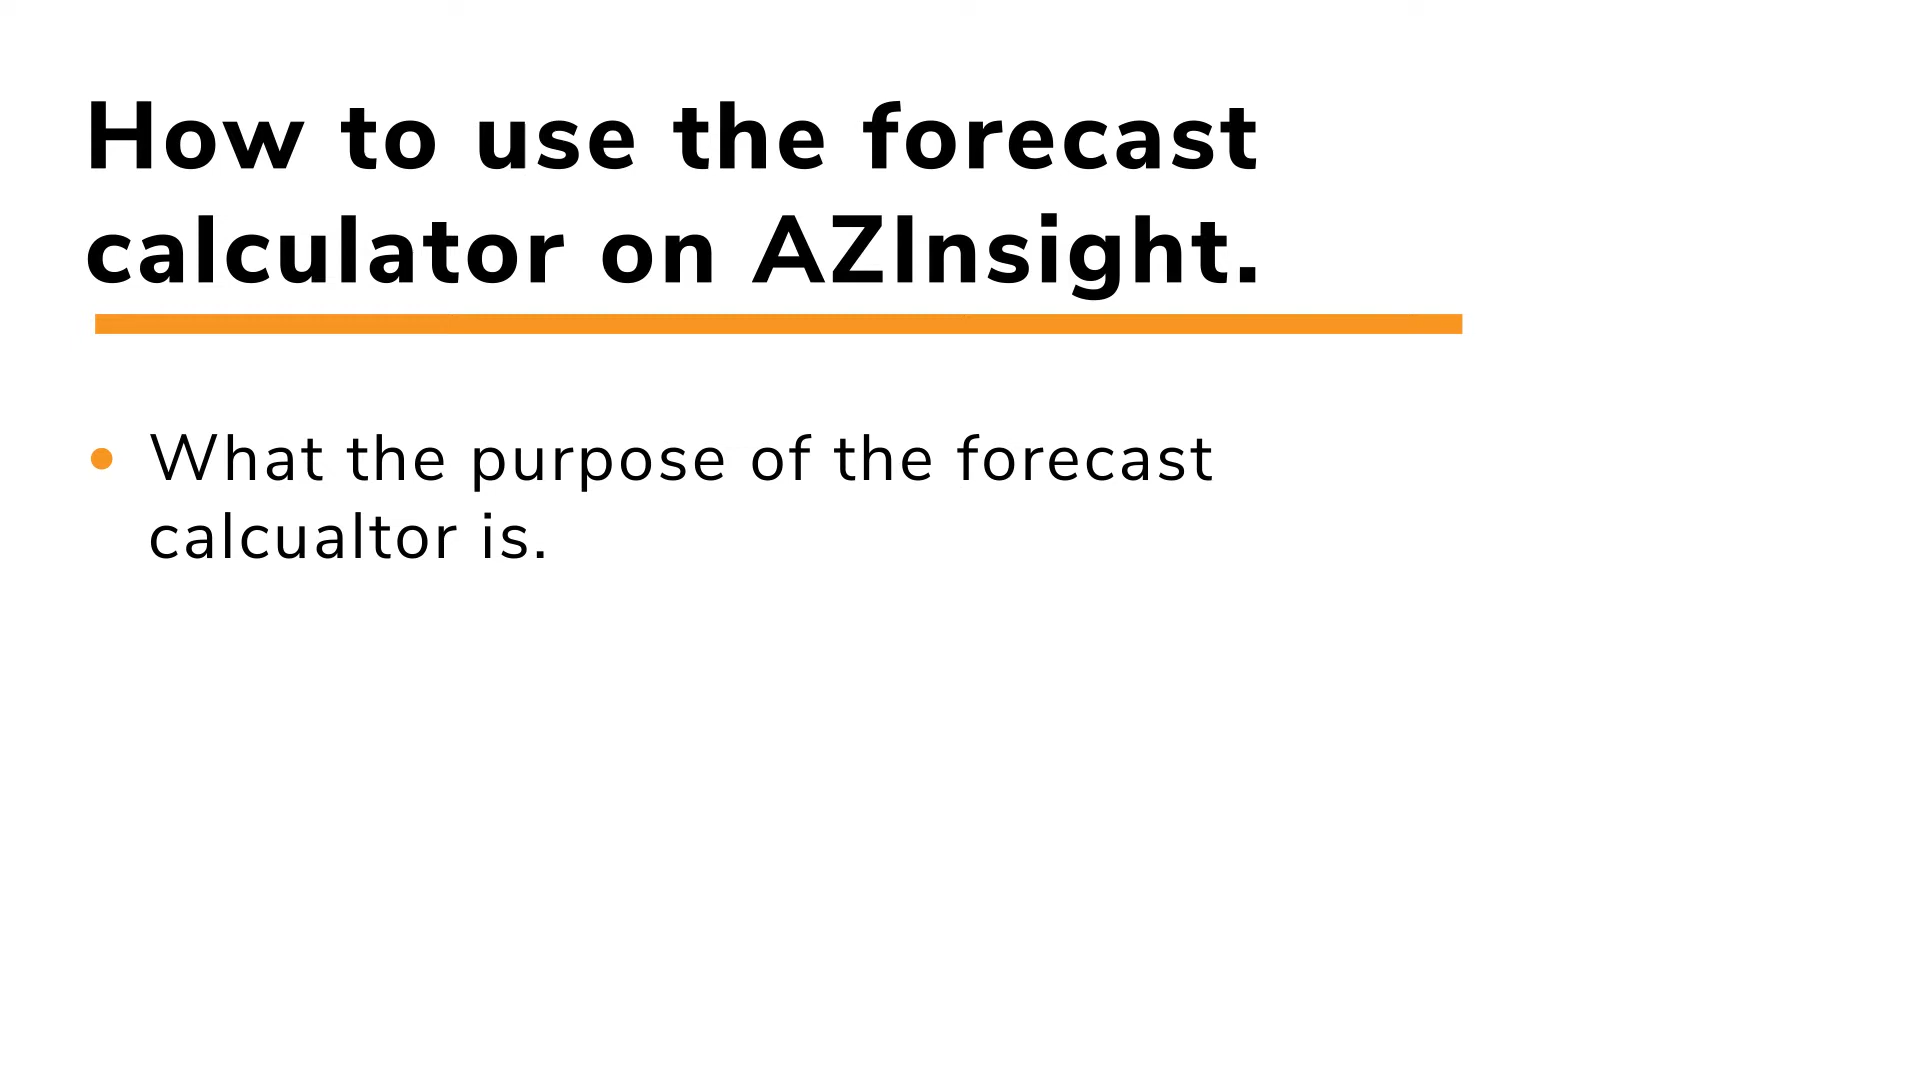 How to use the forecast
calculator on AZInsight.
What the purpose of the forecast
calcualtor is.